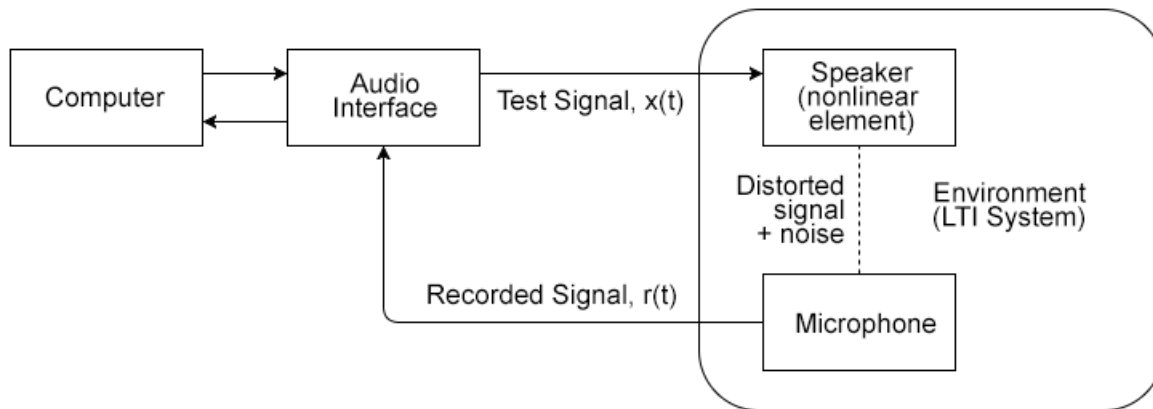 Computer
Audio
Interface
Test Signal, x(t)
Speaker
(nonlinear
element)
Distorted
signal
+ noise
Environment
(LTI System)
Recorded Signal, r(t)
Microphone